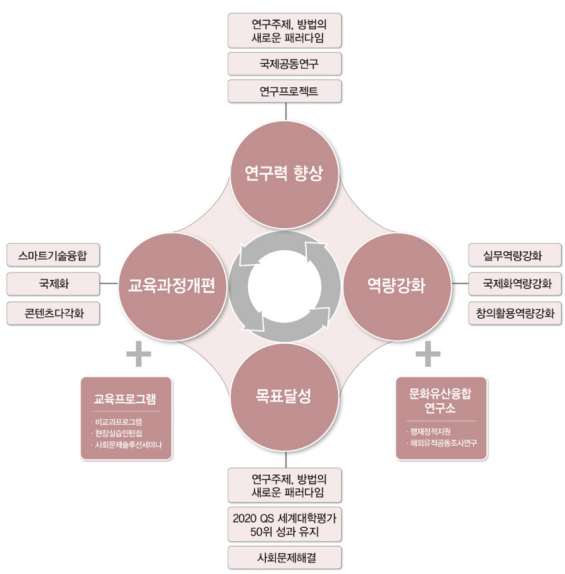 연구주제, 방법의
새로운 패러다임
국제공동연구
연구프로젝트
연구력 향상
스마트기술융합
국제화
콘텐츠다각화
교육과정개편
역량강화
실무역량강화
국제화역량강화
창의활용역량강화
교육프로그램
· 비교과프로그램
· 현장실습인턴십
· 사회문제솔루션세미나
목표달성
문화유산융합
연구소
· 행재정적지원
· 해외유적공동조사연구
연구주제, 방법의
새로운 패러다임
2020 QS 세계대학평가
50위 성과 유지
사회문제해결